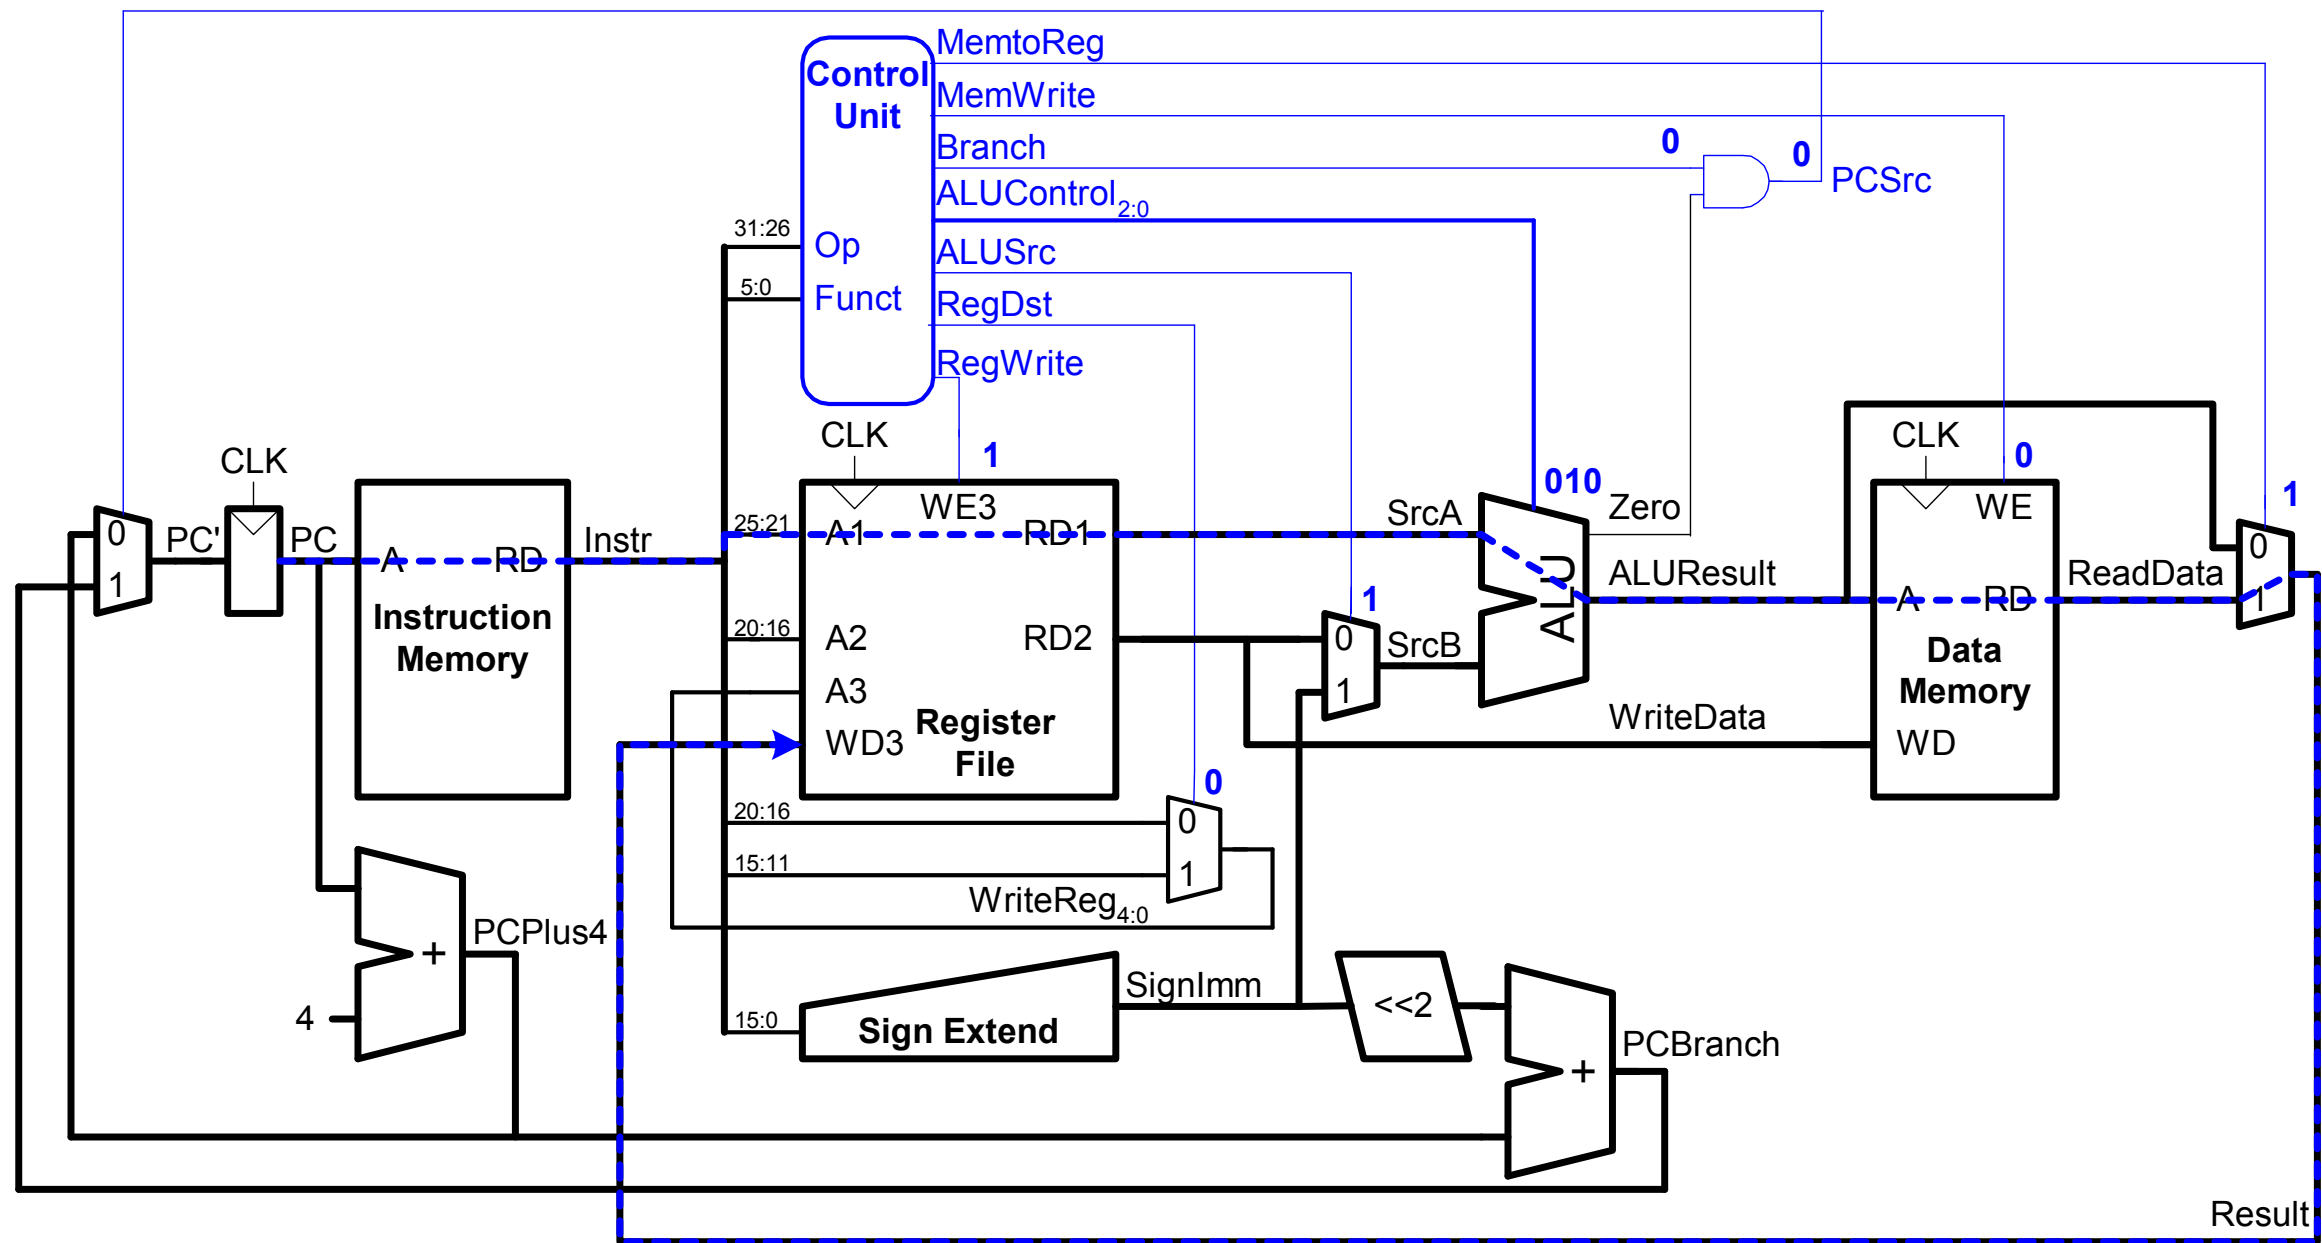 MemtoReg
Control
Unit
MemWrite
Branch
0
0
PCSrc
ALUControl2:0
31:26
Op
ALUSrc
5:0
Funct
RegDst
RegWrite
CLK
CLK
CLK
1
0
010
1
WE3
WE
25:21
A1
RD1
SrcA
Zero
0
PC'
PC
A
RD
Instr
0
1
ALU
ALUResult
A
RD
ReadData
1
Instruction
Memory
1
20:16
A2
RD2
0
SrcB
Data
Memory
A3
1
Register
File
WriteData
WD3
WD
0
20:16
0
15:11
1
WriteReg4:0
PCPlus4
+
4
SignImm
<<2
15:0
Sign Extend
PCBranch
+
Result